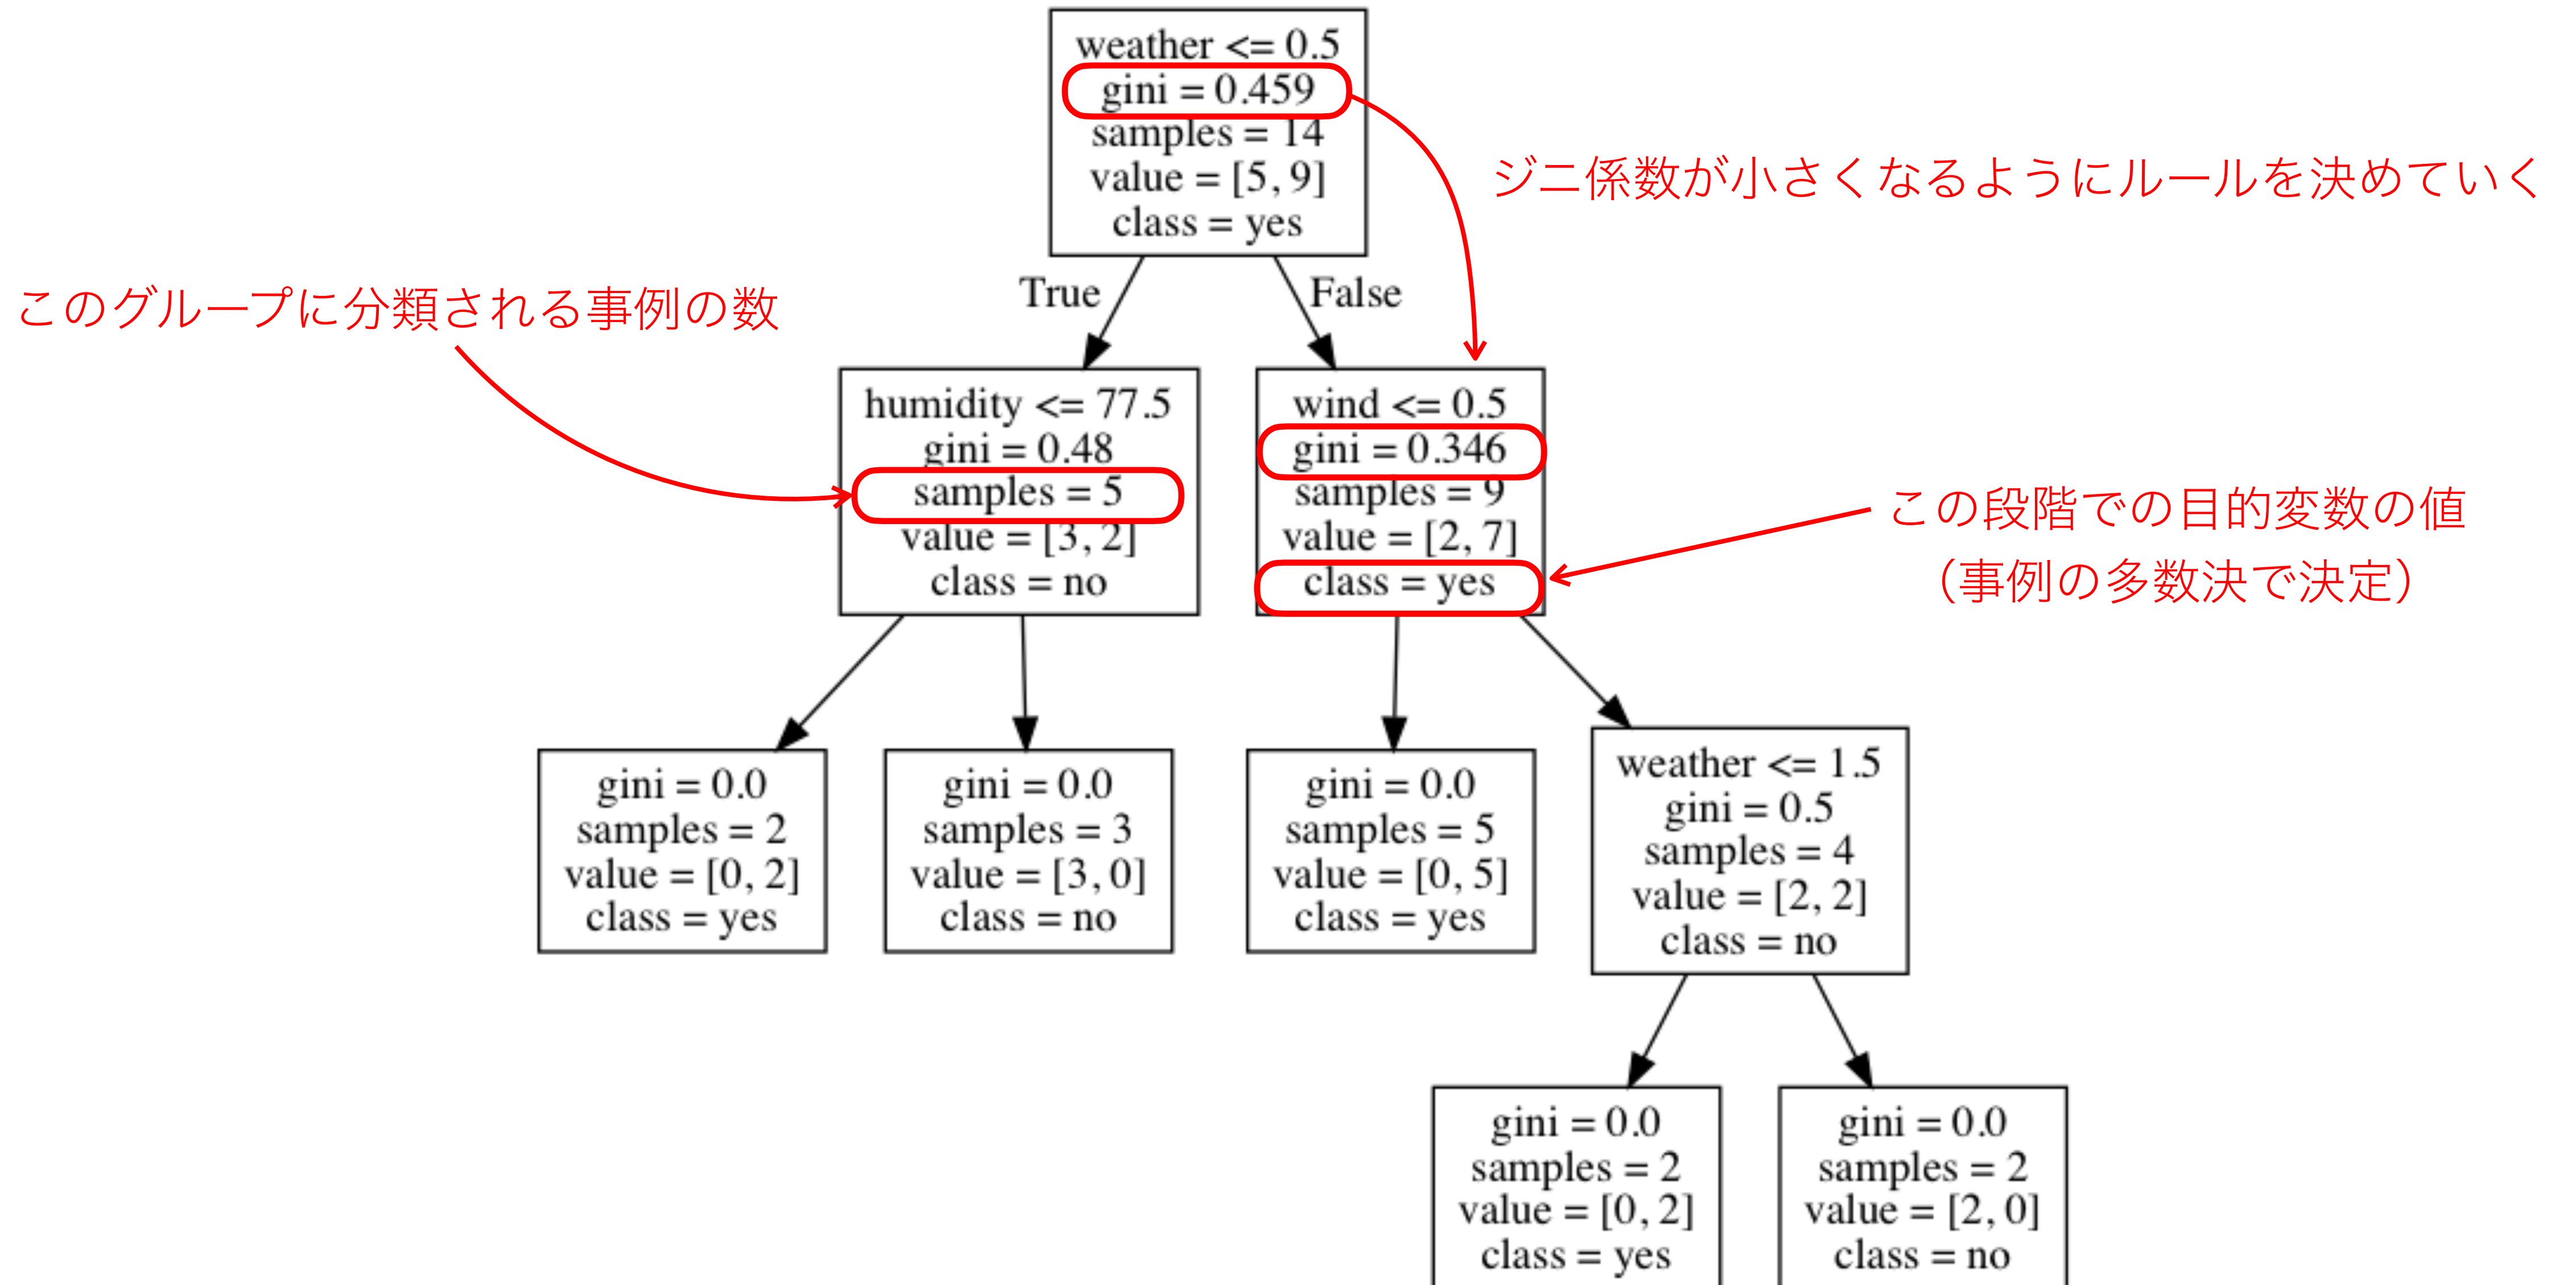 weather <= 0.5
gini = 0.459
samples = 14
value = [5, 9]
class = yes
ジニ係数が小さくなるようにルールを決めていく
True
False
このグループに分類される事例の数
humidity <= 77.5
gini = 0.48
samples = 5
value = [3, 2]
class = no
wind <= 0.5
gini = 0.346
samples = 9
value = [2, 7]
class = yes
この段階での目的変数の値
（事例の多数決で決定）
gini = 0.0
samples = 2
value = [0, 2]
class = yes
gini = 0.0
samples = 3
value = [3, 0]
class = no
gini = 0.0
samples = 5
value = [0, 5]
class = yes
weather <= 1.5
gini = 0.5
samples = 4
value = [2, 2]
class = no
gini = 0.0
samples = 2
value = [0, 2]
class = yes
gini = 0.0
samples = 2
value = [2, 0]
class = no